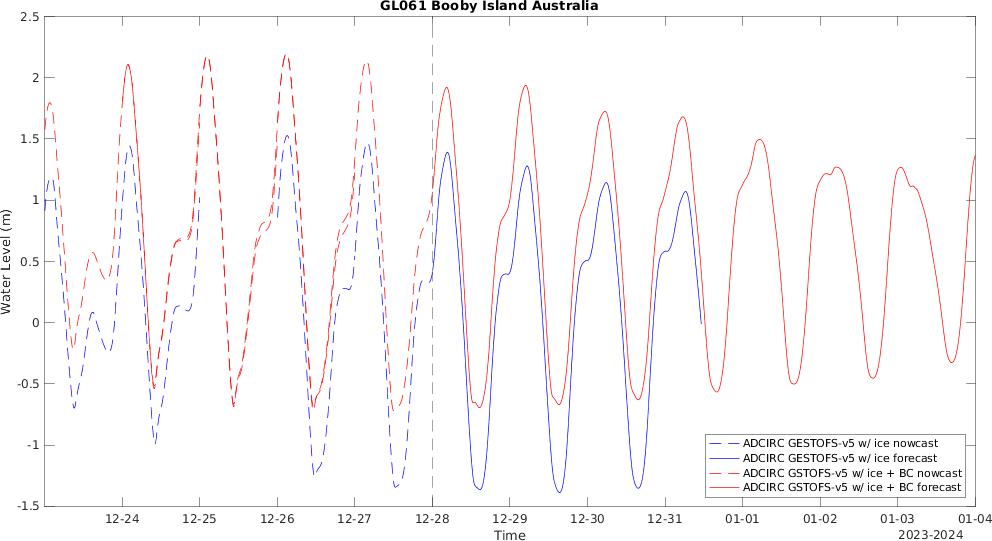 GL061 Booby Island Australia
2.5
2
1.5
1
0.5
0
-0.5
-1
-1.5
Water Level (m)
ADCIRC GESTOFS-v5 w/ ice nowcast
ADCIRC GESTOFS-v5 w/ ice forecast
ADCIRC GSTOFS-v5 w/ ice + BC nowcast
ADCIRC GSTOFS-v5 w/ ice + BC forecast
12-24 12-25 12-26 12-27 12-28 12-29 12-30 12-31 01-01 01-02 01-03 01-04
Time
2023-2024